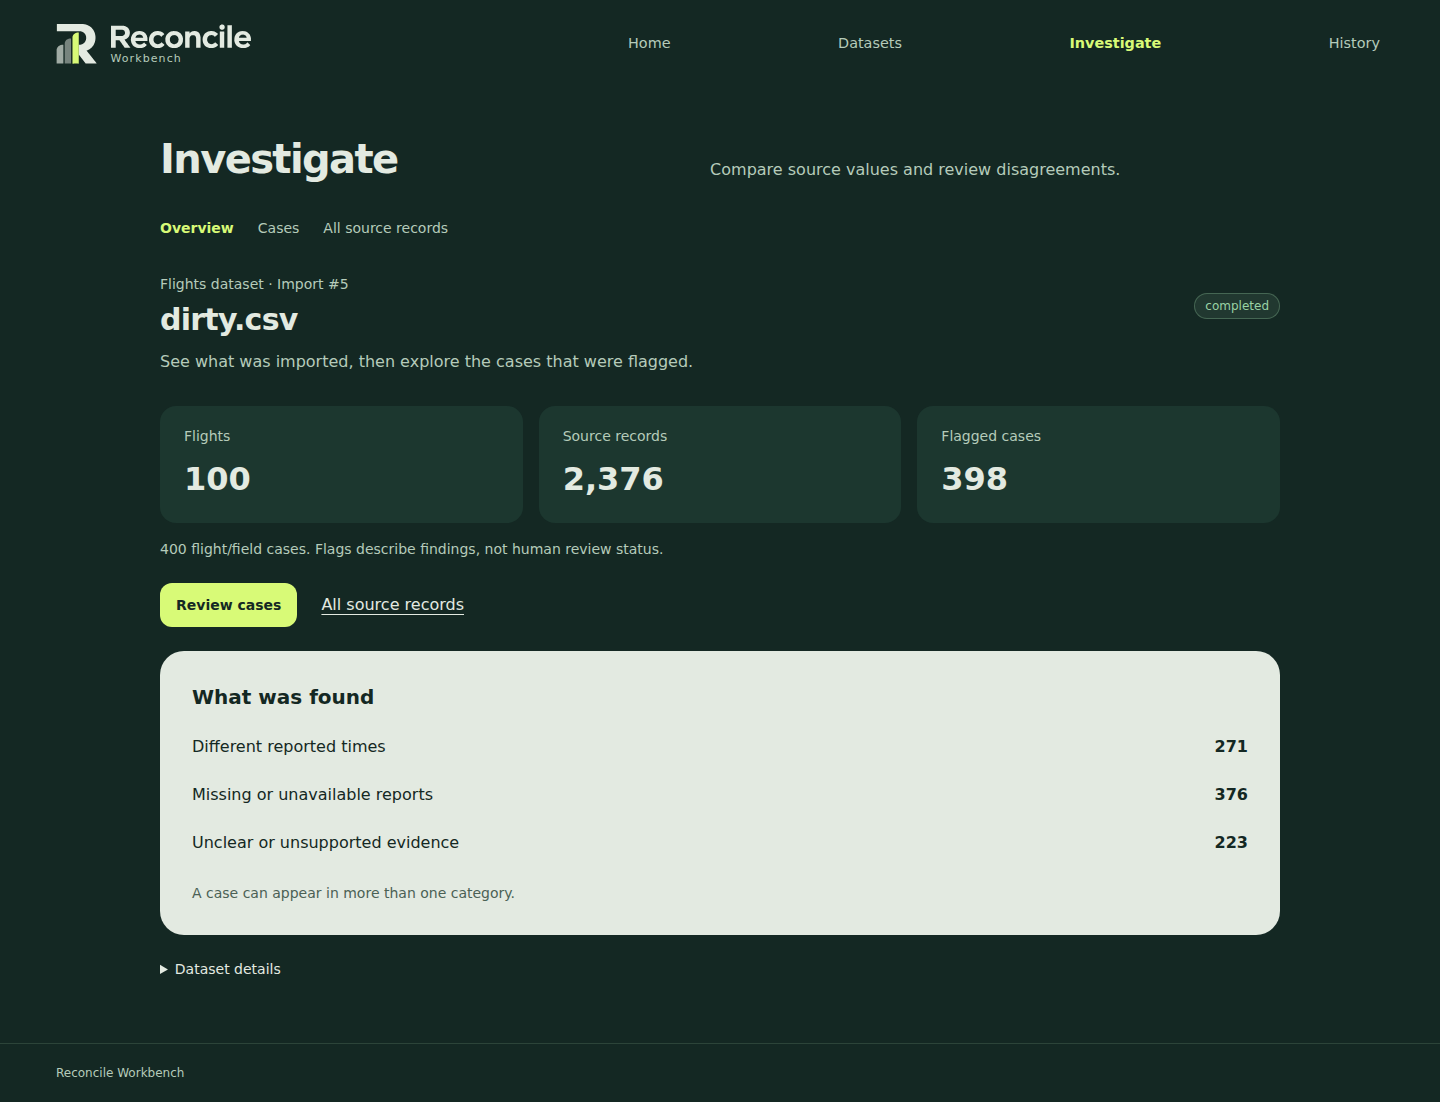 Reconcile
Workbench
Home
Datasets
Investigate
History
Investigate
Compare source values and review disagreements.
Overview
Cases
All source records
Flights dataset · Import #5
dirty.csv
completed
See what was imported, then explore the cases that were flagged.
Flights
Source records
Flagged cases
100
2,376
398
400 flight/field cases. Flags describe findings, not human review status.
Review cases
All source records
What was found
Different reported times 271
Missing or unavailable reports 376
Unclear or unsupported evidence 223
A case can appear in more than one category.
Dataset details
Reconcile Workbench